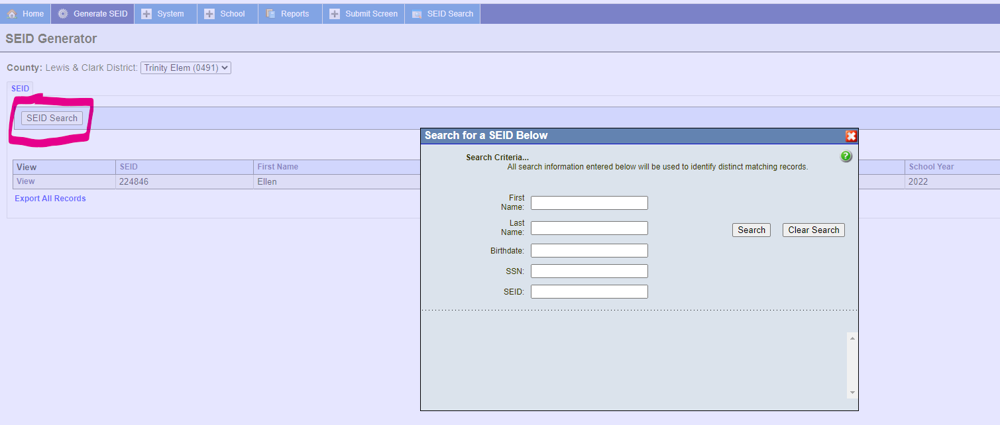 Home Generate SEID System School Reports Submit Screen SEID Search
SEID Generator
County: Lewis & Clark District: Trinity Elem (0491)
SEID
SEID Search
View SEID First Name School Year
View 224846 Ellen 2022
Export All Records
Search for a SEID Below
?
Search Criteria...
All search information entered below will be used to identify distinct matching records.
First
Name:
Last
Name:
Search Clear Search
Birthdate:
SSN:
SEID: